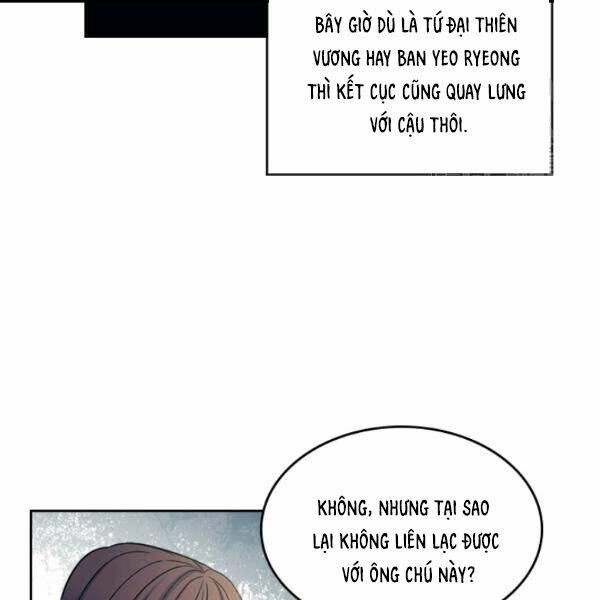 BÂY GIỜ DÙ LÀ TỨ ĐẠI THIÊN
VƯƠNG HAY BAN YEO RYEONG
THÌ KẾT CỤC CŨNG QUAY LƯNG
VỚI CẬU THÔI.
KHÔNG, NHƯNG TẠI SAO
LẠI KHÔNG LIÊN LẠC ĐƯỢC
VỚI ÔNG CHÚ NÀY?